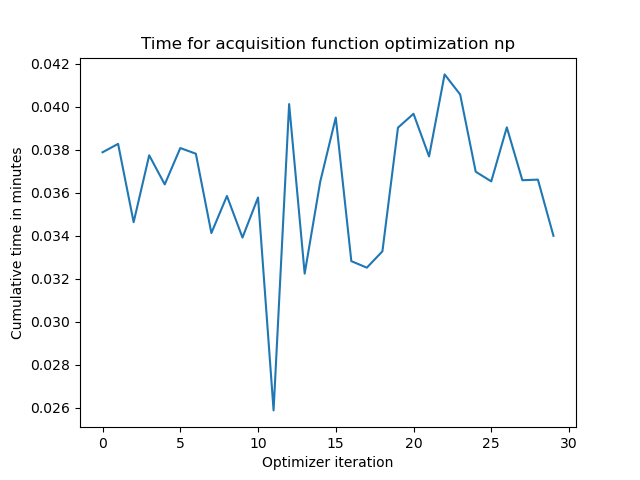 Time for acquisition function optimization np
0.042
0.040
0.038
0.036
0.034
0.032
0.030
0.028
0.026
Cumulative time in minutes
0 5 10 15 20 25 30
Optimizer iteration